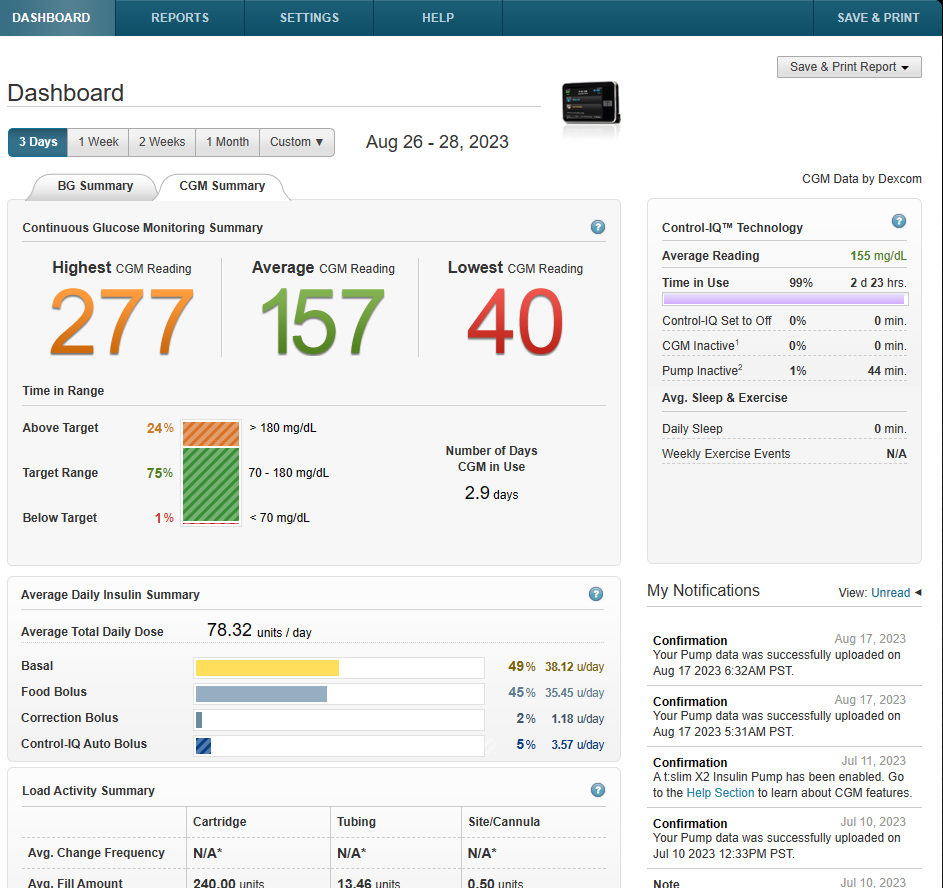 DASHBOARD REPORTS SETTINGS HELP SAVE & PRINT
Save & Print Report
Dashboard
3 Days 1 Week 2 Weeks 1 Month Custom ▼ Aug 26 - 28, 2023
CGM Data by Dexcom
BG Summary CGM Summary
Continuous Glucose Monitoring Summary ?
Highest CGM Reading Average CGM Reading Lowest CGM Reading
277 157 40
Time in Range
Above Target 24% > 180 mg/dL
Target Range 75% 70 - 180 mg/dL
Below Target 1% < 70 mg/dL
Number of Days
CGM in Use
2.9 days
Control-IQ™ Technology ?
Average Reading 155 mg/dL
Time in Use 99% 2 d 23 hrs.
Control-IQ Set to Off 0% 0 min.
CGM Inactive1 0% 0 min.
Pump Inactive2 1% 44 min.
Avg. Sleep & Exercise
Daily Sleep 0 min.
Weekly Exercise Events N/A
Average Daily Insulin Summary ?
Average Total Daily Dose 78.32 units / day
Basal 49% 38.12 u/day
Food Bolus 45% 35.45 u/day
Correction Bolus 2% 1.18 u/day
Control-IQ Auto Bolus 5% 3.57 u/day
Load Activity Summary ?
Cartridge Tubing Site/Cannula
Avg. Change Frequency N/A* N/A* N/A*
Avg. Fill Amount 240.00 units 13.46 units 0.50 units
My Notifications View: Unread ◄
Confirmation Aug 17, 2023
Your Pump data was successfully uploaded on
Aug 17 2023 6:32AM PST.
Confirmation Aug 17, 2023
Your Pump data was successfully uploaded on
Aug 17 2023 5:31AM PST.
Confirmation Jul 11, 2023
A t:slim X2 Insulin Pump has been enabled. Go
to the Help Section to learn about CGM features.
Confirmation Jul 10, 2023
Your Pump data was successfully uploaded on
Jul 10 2023 12:33PM PST.
Note Jul 10, 2023